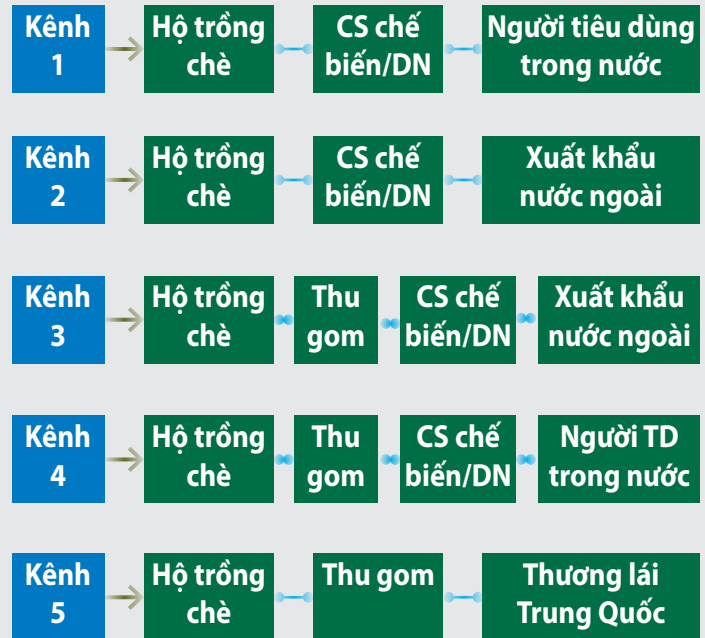 Kênh
1
Hộ trồng
chè
CS chế
biến/DN
Người tiêu dùng
trong nước
Kênh
2
Hộ trồng
chè
CS chế
biến/DN
Xuất khẩu
nước ngoài
Kênh
3
Hộ trồng
chè
Thu
gom
CS chế
biến/DN
Xuất khẩu
nước ngoài
Kênh
4
Hộ trồng
chè
Thu
gom
CS chế
biến/DN
Người TD
trong nước
Kênh
5
Hộ trồng
chè
Thu gom
Thương lái
Trung Quốc